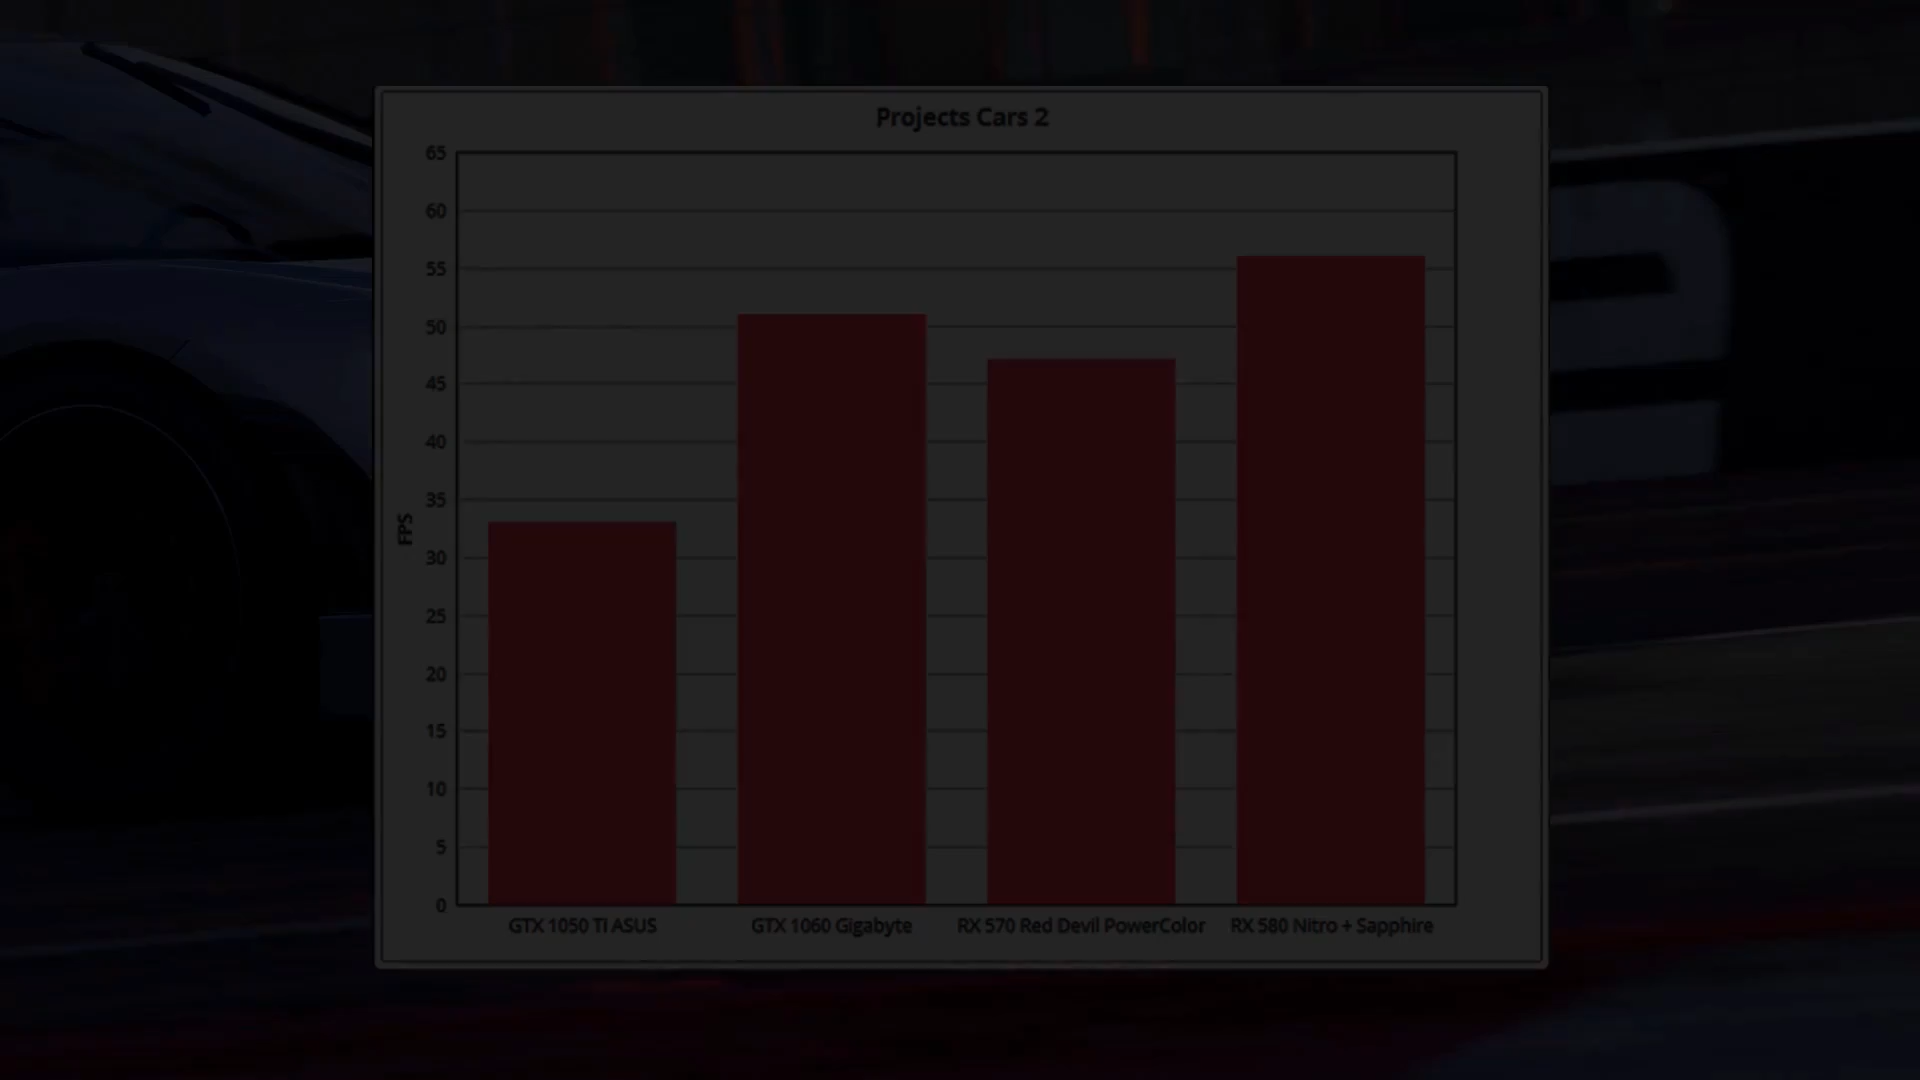 Projects Cars 2
65
60
55
50
45
40
35
30
25
20
15
10
5
0
FPS
GTX 1050 Ti ASUS
GTX 1060 Gigabyte
RX 570 Red Devil PowerColor
RX 580 Nitro + Sapphire